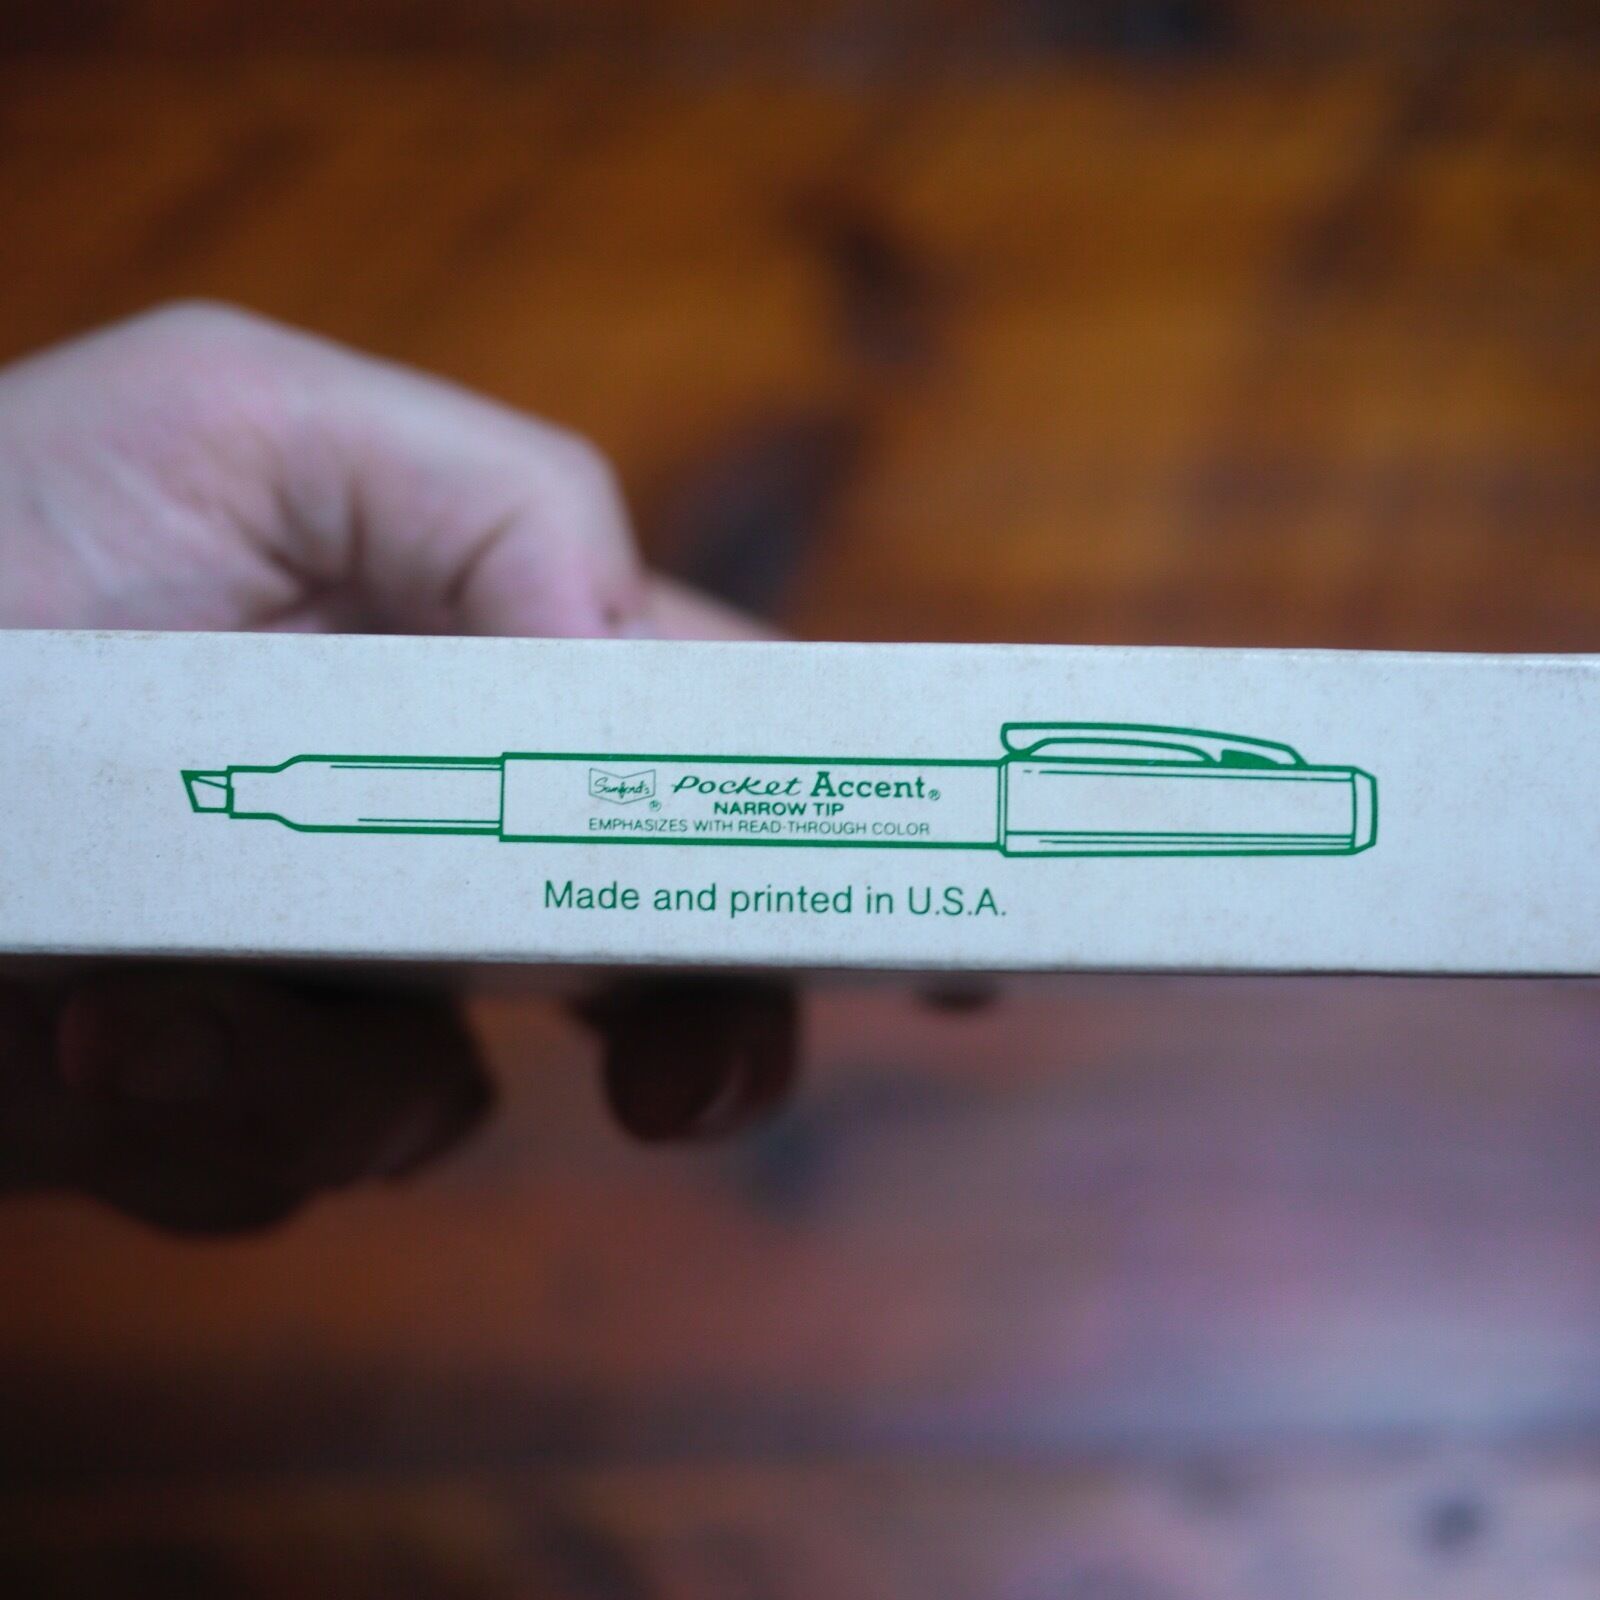 Sanford's® Pocket Accent®
NARROW TIP
EMPHASIZES WITH READ-THROUGH COLOR
Made and printed in U.S.A.